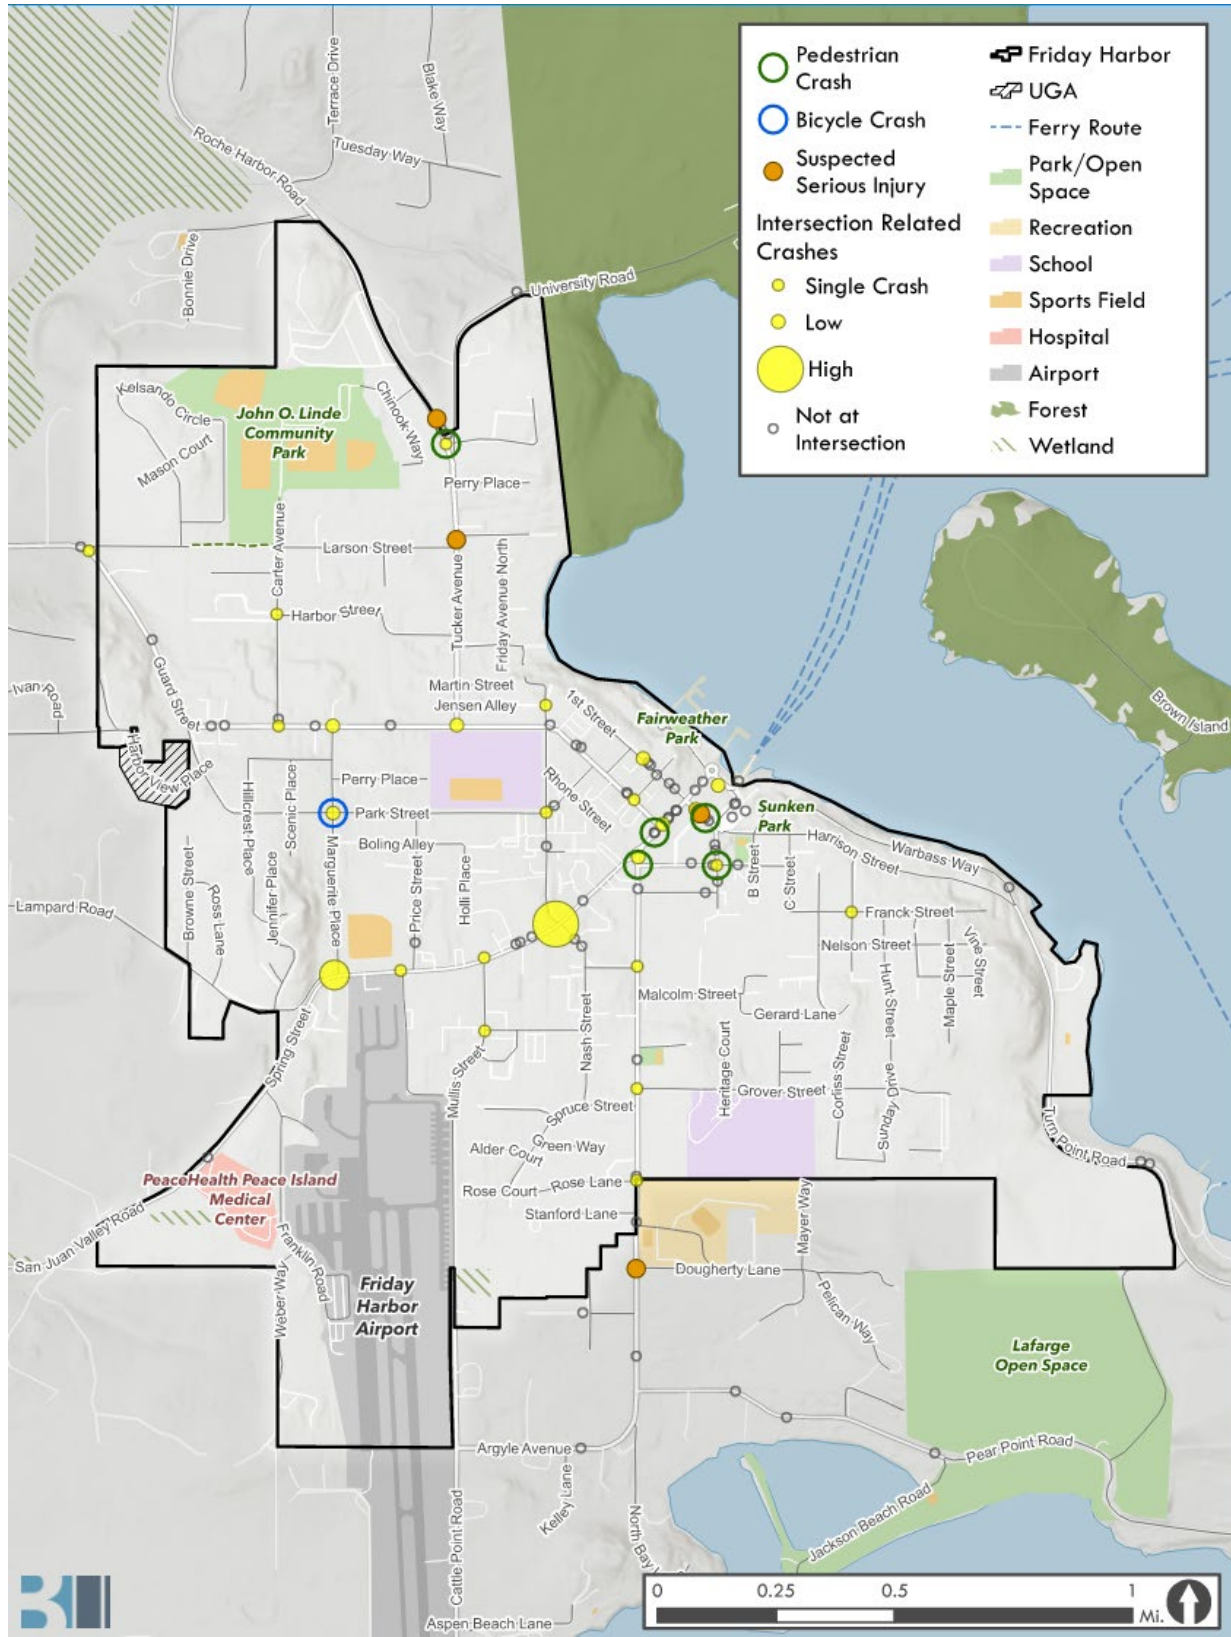 Pedestrian
Crash
Bicycle Crash
Suspected
Serious Injury
Intersection Related
Crashes
Single Crash
Low
High
Not at
Intersection
Friday Harbor
UGA
Ferry Route
Park/Open
Space
Recreation
School
Sports Field
Hospital
Airport
Forest
Wetland
Terrace Drive
Blake Way
Tuesday Way
Roche Harbor Road
Bonnie Drive
University Road
Kelsando Circle
Mason Court
John O. Linde
Community
Park
Chinook Way
Perry Place
Carter Avenue
Larson Street
Tucker Avenue
Friday Avenue North
Harbor Street
Guard Street
Ivan Road
Harbor View Place
Martin Street
Jensen Alley
1st Street
Fairweather
Park
Brown Island
Perry Place
Rhone Street
Hillcrest Place
Scenic Place
Park Street
Boling Alley
Sunken
Park
Harrison Street
Warbass Way
B Street
C Street
Marguerite Place
Price Street
Holli Place
Browne Street
Ross Lane
Jennifer Place
Lampard Road
Franck Street
Nelson Street
Vine Street
Maple Street
Hunt Street
Malcolm Street
Gerard Lane
Spring Street
Nash Street
Mullis Street
Heritage Court
Corliss Street
Sunday Drive
Grover Street
Spruce Street
Green Way
Alder Court
Rose Court
Rose Lane
Stanford Lane
Turn Point Road
PeaceHealth Peace Island
Medical
Center
San Juan Valley Road
Franklin Road
Weber Way
Friday
Harbor
Airport
Mayer Way
Dougherty Lane
Pelican Way
Lafarge
Open Space
Argyle Avenue
Kelley Lane
Cattle Point Road
North Bay
Pear Point Road
Jackson Beach Road
Aspen Beach Lane
0
0.25
0.5
1
Mi.